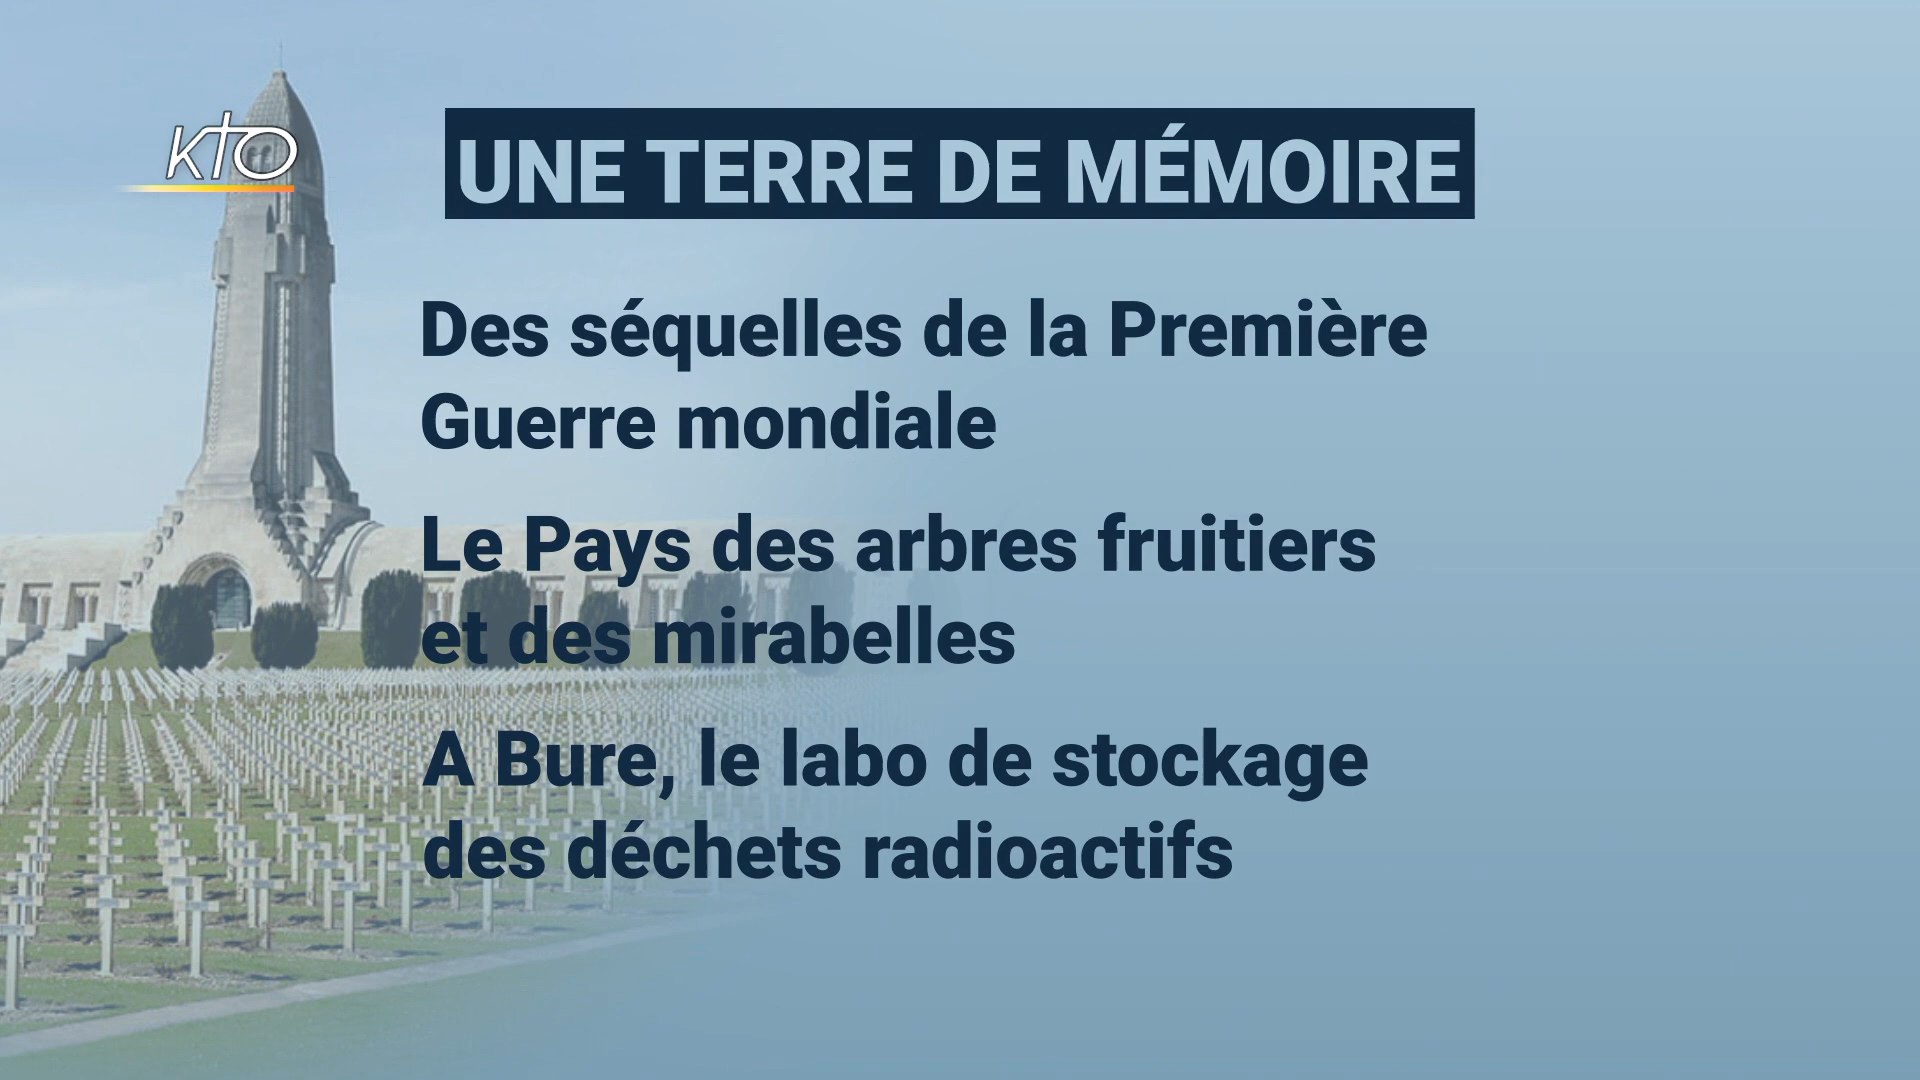 KTO
UNE TERRE DE MÉMOIRE
Des séquelles de la Première
Guerre mondiale
Le Pays des arbres fruitiers
et des mirabelles
A Bure, le labo de stockage
des déchets radioactifs